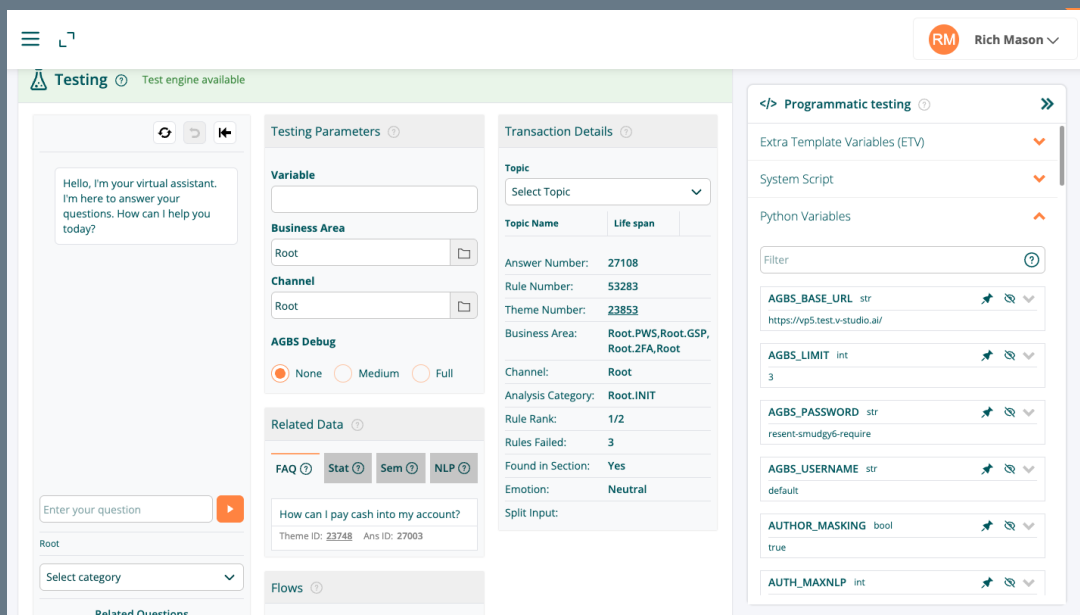 RM Rich Mason
Testing ? Test engine available
Hello, I'm your virtual assistant.
I'm here to answer your
questions. How can I help you
today?
Enter your question
Root
Select category
Related Questions
Testing Parameters ?
Variable
Business Area
Root
Channel
Root
AGBS Debug
None Medium Full
Related Data ?
FAQ ? Stat ? Sem ? NLP ?
How can I pay cash into my account?
Theme ID: 23748 Ans ID: 27003
Flows ?
Transaction Details ?
Topic
Select Topic
Topic Name Life span
Answer Number: 27108
Rule Number: 53283
Theme Number: 23853
Business Area: Root.PWS,Root.GSP,
Root.2FA,Root
Channel: Root
Analysis Category: Root.INIT
Rule Rank: 1/2
Rules Failed: 3
Found in Section: Yes
Emotion: Neutral
Split Input:
</> Programmatic testing ?
Extra Template Variables (ETV)
System Script
Python Variables
Filter ?
AGBS_BASE_URL str
https://vp5.test.v-studio.ai/
AGBS_LIMIT int
3
AGBS_PASSWORD str
resent-smudgy6-require
AGBS_USERNAME str
default
AUTHOR_MASKING bool
true
AUTH_MAXNLP int